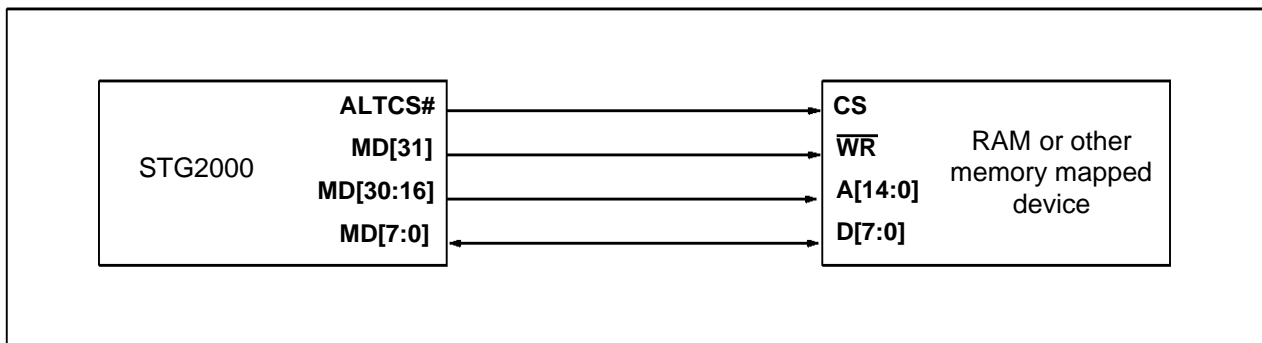 STG2000
ALTCS#
MD[31]
MD[30:16]
MD[7:0]
CS
WR
A[14:0]
D[7:0]
RAM or other
memory mapped
device